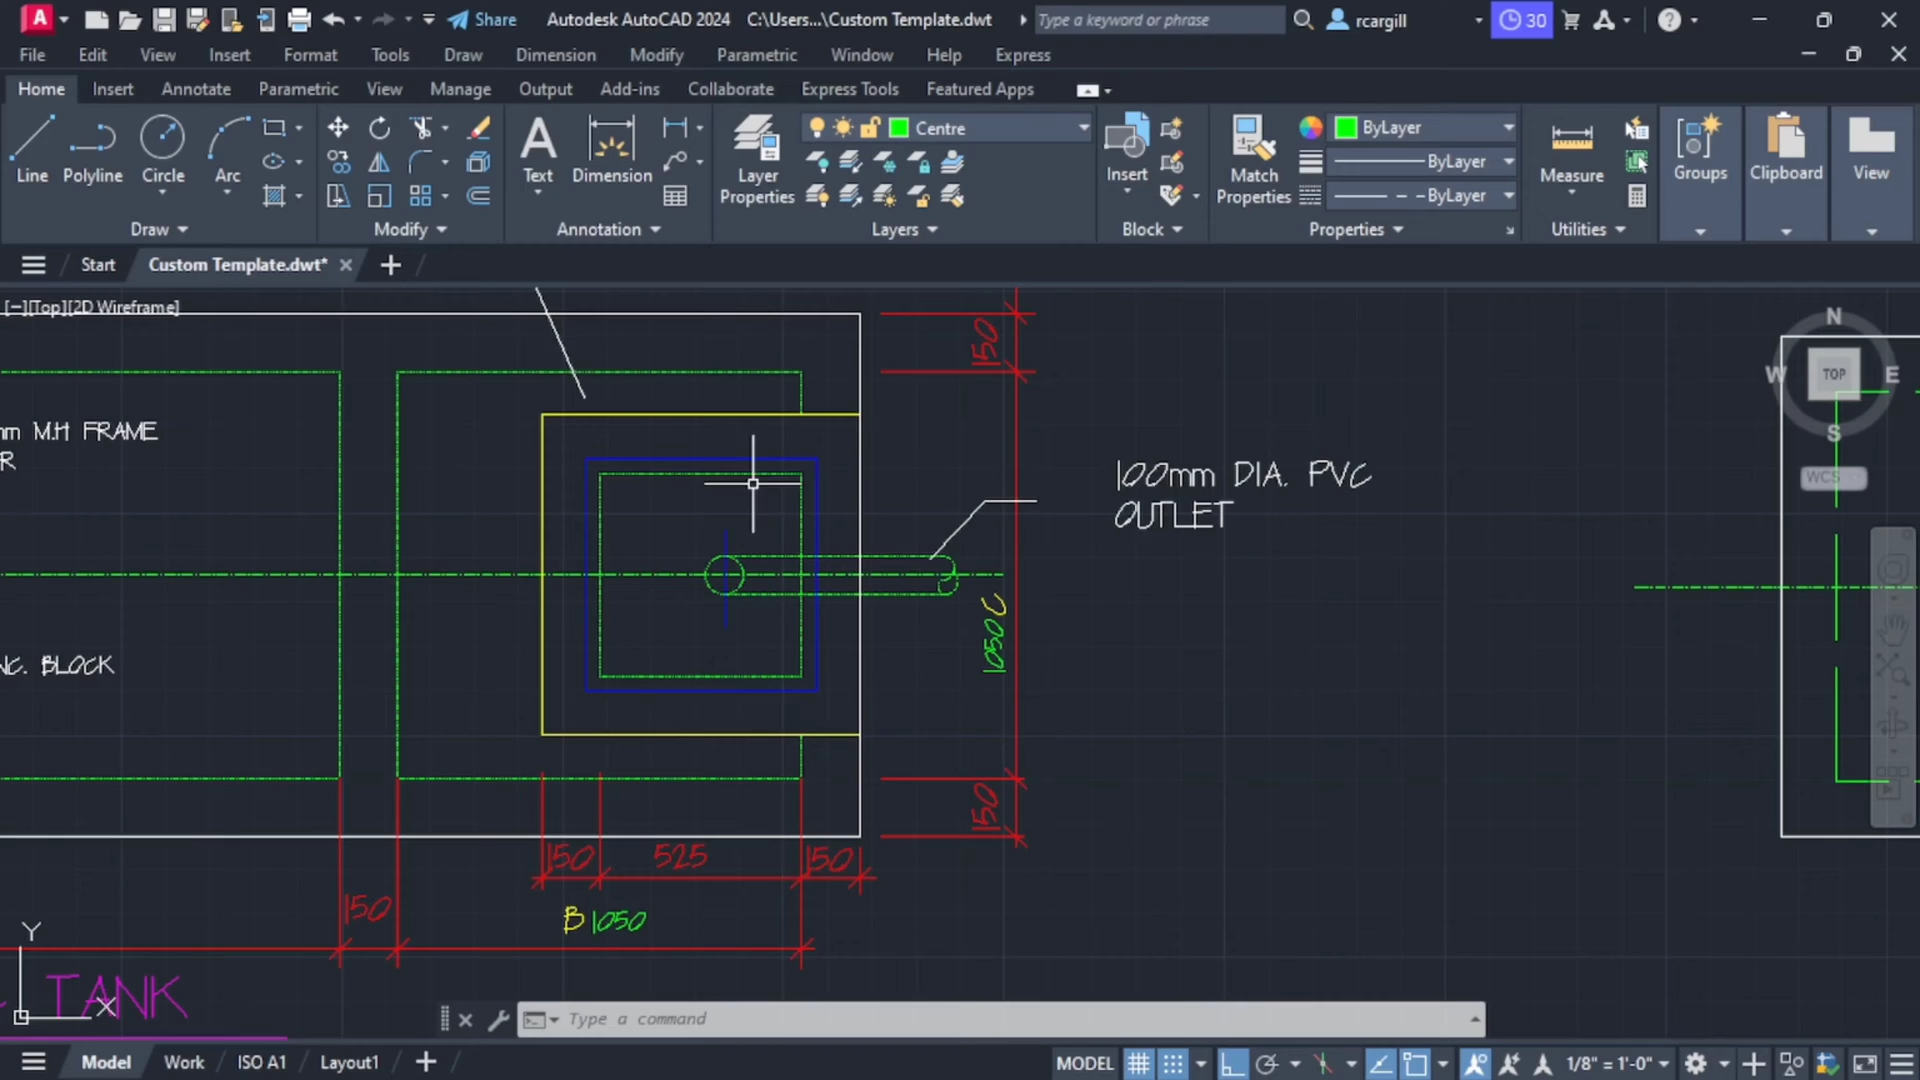 Share
Autodesk AutoCAD 2024 C:\Users...\Custom Template.dwt
Type a keyword or phrase
rcargill
30
File Edit View Insert Format Tools Draw Dimension Modify Parametric Window Help Express
Home Insert Annotate Parametric View Manage Output Add-ins Collaborate Express Tools Featured Apps
Centre
ByLayer
ByLayer
ByLayer
Line Polyline Circle Arc
Text Dimension
Layer
Properties
Insert
Match
Properties
Measure
Groups
Clipboard
View
Draw
Modify
Annotation
Layers
Block
Properties
Utilities
Start
Custom Template.dwt*
[−][Top][2D Wireframe]
N
W TOP E
S
WCS
150
mm M.H FRAME
R
100mm DIA. PVC
OUTLET
1050 C
NC. BLOCK
150
150 525 150
150
B 1050
Y
X
TANK
Type a command
Model Work ISO A1 Layout1
MODEL
1/8" = 1'-0"